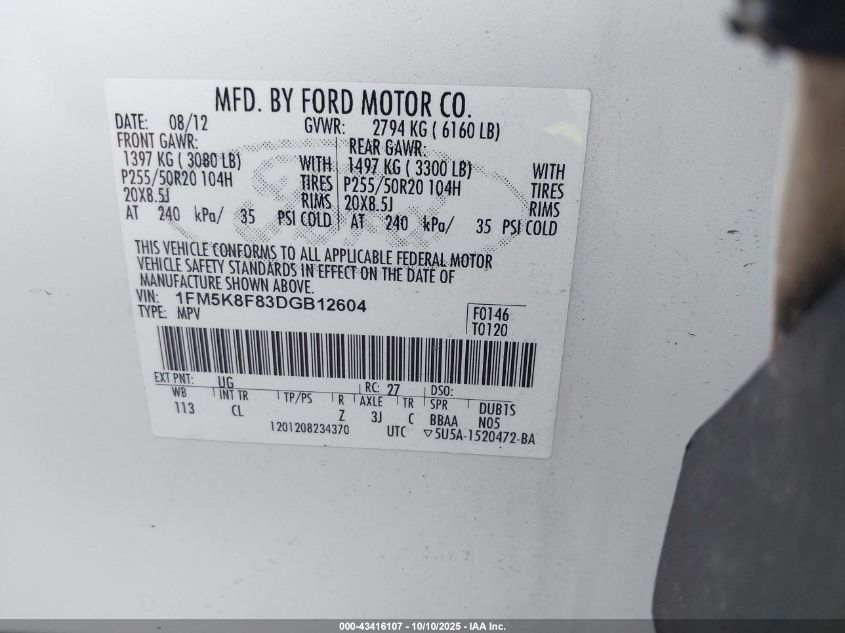 MFD. BY FORD MOTOR CO.
DATE: 08/12 GVWR: 2794 KG ( 6160 LB)
FRONT GAWR: REAR GAWR:
1397 KG ( 3080 LB) WITH 1497 KG ( 3300 LB) WITH
P255/50R20 104H TIRES P255/50R20 104H TIRES
20X8.5J RIMS 20X8.5J RIMS
AT 240 kPa/ 35 PSI COLD AT 240 kPa/ 35 PSI COLD
THIS VEHICLE CONFORMS TO ALL APPLICABLE FEDERAL MOTOR
VEHICLE SAFETY STANDARDS IN EFFECT ON THE DATE OF
MANUFACTURE SHOWN ABOVE.
VIN: 1FM5K8F83DGB12604
TYPE: MPV
F0146
T0120
EXT PNT: UG RC: 27 DSO:
WB INT TR TP/PS R AXLE TR SPR DUB1S
113 CL Z 3J C BBAA N05
1201208234370 UTC ▽5U5A-1520472-BA
000-43416107 - 10/10/2025 - IAA Inc.